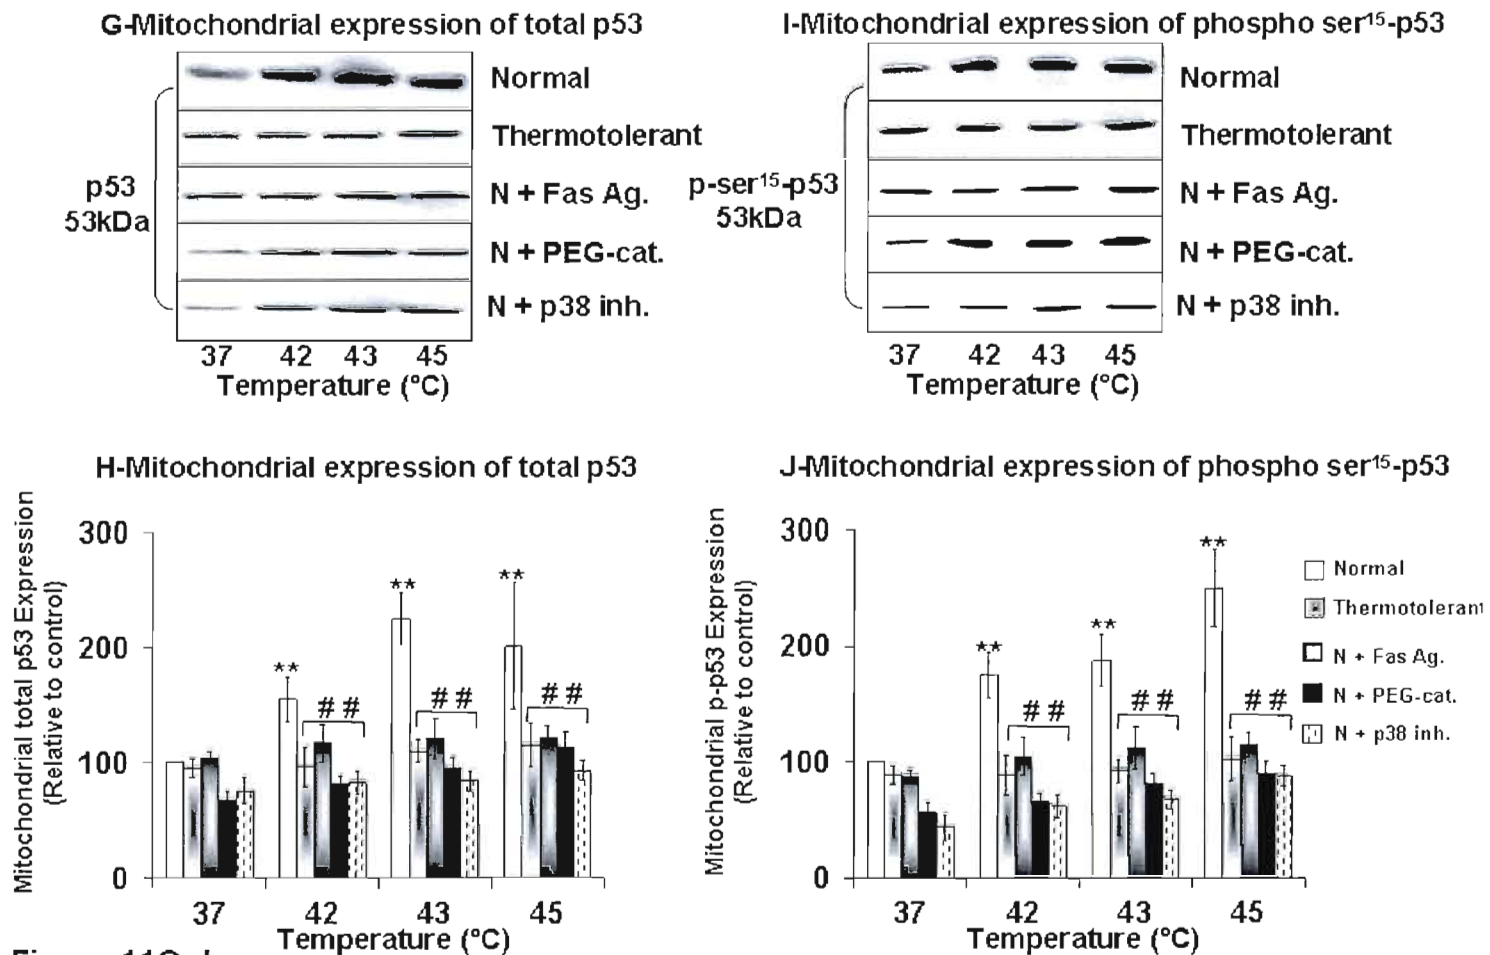 G-Mitochondrial expression of total p53
Normal
Thermotolerant
N + Fas Ag.
N + PEG-cat.
N + p38 inh.
p53
53kDa
37 42 43 45
Temperature (°C)
I-Mitochondrial expression of phospho ser¹⁵-p53
Normal
Thermotolerant
N + Fas Ag.
N + PEG-cat.
N + p38 inh.
p-ser¹⁵-p53
53kDa
37 42 43 45
Temperature (°C)
H-Mitochondrial expression of total p53
Mitochondrial total p53 Expression
(Relative to control)
300
200
100
0
**
**
**
# #
# #
# #
37 42 43 45
Temperature (°C)
J-Mitochondrial expression of phospho ser¹⁵-p53
Mitochondrial p-p53 Expression
(Relative to control)
300
200
100
0
**
**
**
# #
# #
# #
37 42 43 45
Temperature (°C)
Normal
Thermotolerant
N + Fas Ag.
N + PEG-cat.
N + p38 inh.